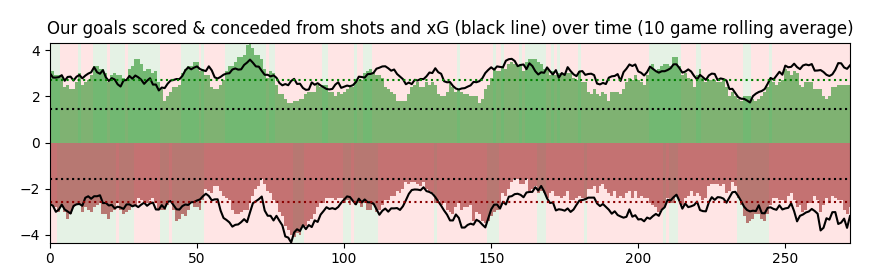 Our goals scored & conceded from shots and xG (black line) over time (10 game rolling average)
4
2
0
−2
−4
0 50 100 150 200 250